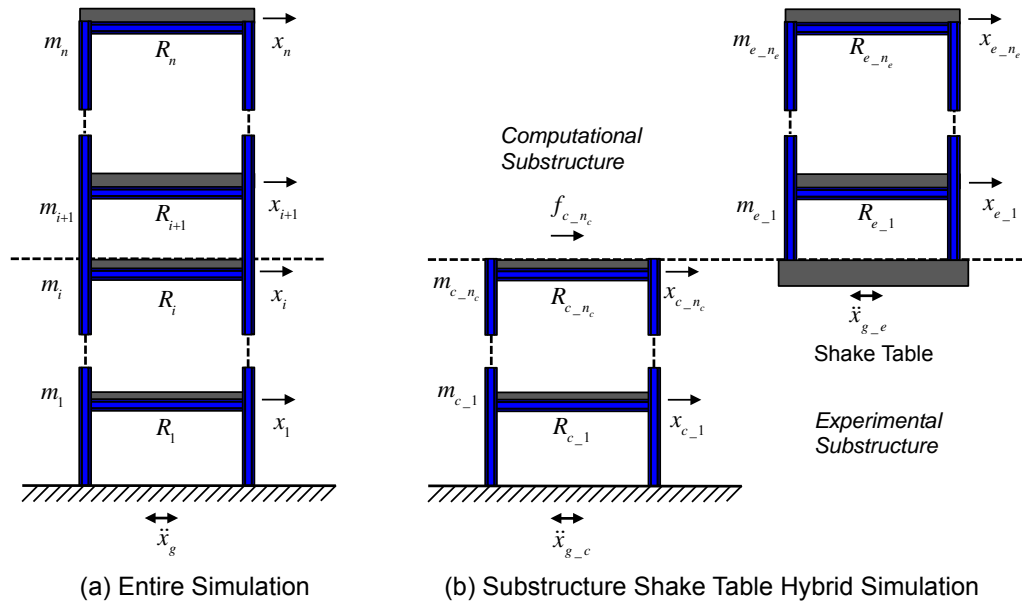 m_n
R_n
x_n
m_{i+1}
R_{i+1}
x_{i+1}
m_i
R_i
x_i
m_1
R_1
x_1
ẍ_g
(a) Entire Simulation
Computational
Substructure
f_{c_n_c}
m_{c_n_c}
R_{c_n_c}
x_{c_n_c}
m_{c_1}
R_{c_1}
x_{c_1}
ẍ_{g_c}
m_{e_n_e}
R_{e_n_e}
x_{e_n_e}
m_{e_1}
R_{e_1}
x_{e_1}
ẍ_{g_e}
Shake Table
Experimental
Substructure
(b) Substructure Shake Table Hybrid Simulation